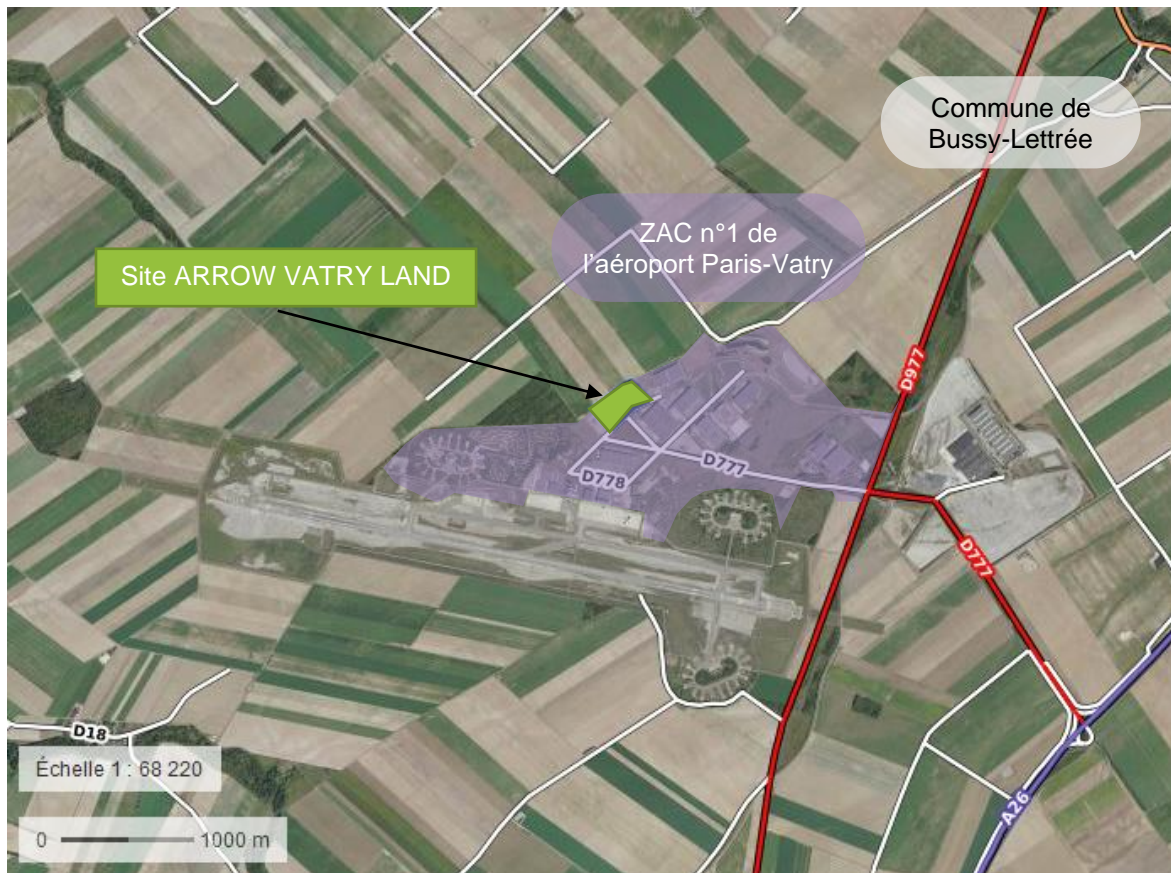 Commune de
Bussy-Lettrée
ZAC n°1 de
l'aéroport Paris-Vatry
Site ARROW VATRY LAND
D977
D777
D778
D777
D18
A26
Échelle 1 : 68 220
0 1000 m